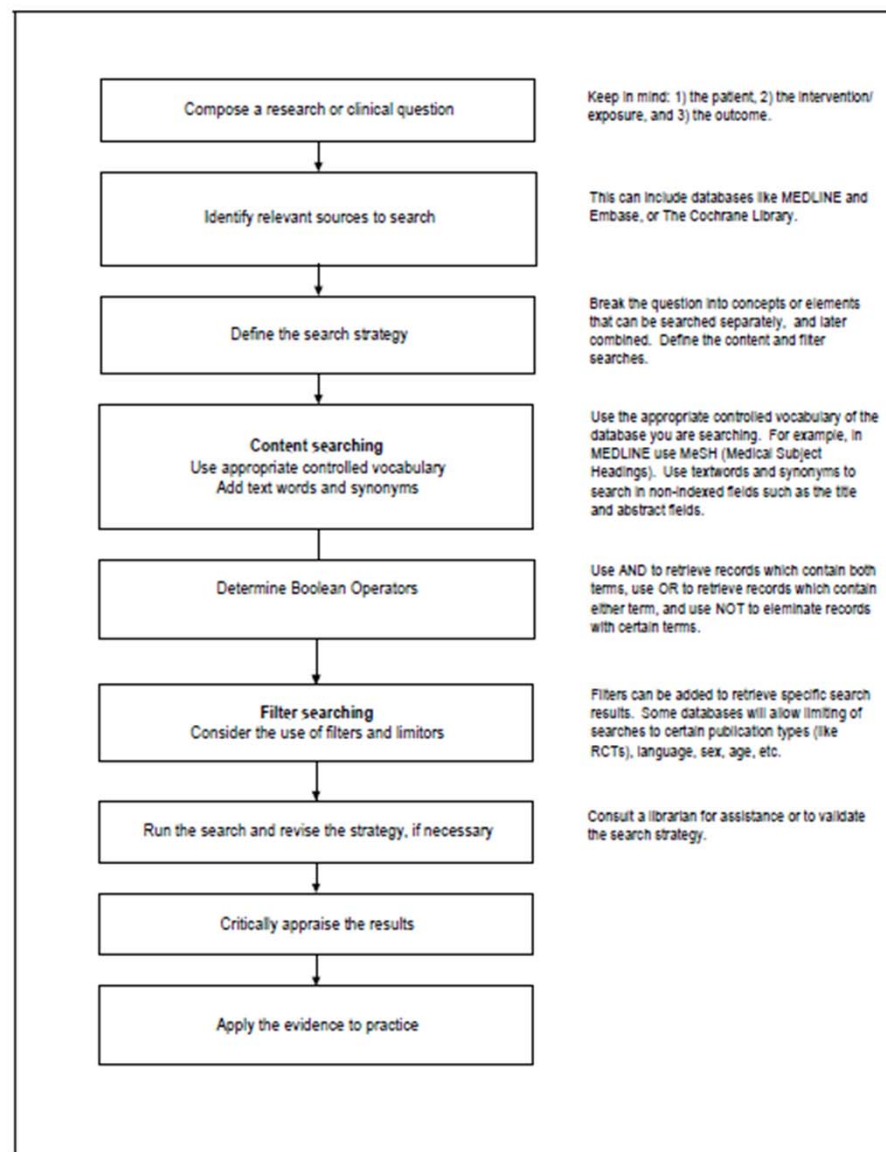 Compose a research or clinical question
Keep in mind: 1) the patient, 2) the intervention/
exposure, and 3) the outcome.
Identify relevant sources to search
This can include databases like MEDLINE and
Embase, or The Cochrane Library.
Define the search strategy
Break the question into concepts or elements
that can be searched separately, and later
combined. Define the content and filter
searches.
Content searching
Use appropriate controlled vocabulary
Add text words and synonyms
Use the appropriate controlled vocabulary of the
database you are searching. For example, in
MEDLINE use MeSH (Medical Subject
Headings). Use textwords and synonyms to
search in non-indexed fields such as the title
and abstract fields.
Determine Boolean Operators
Use AND to retrieve records which contain both
terms, use OR to retrieve records which contain
either term, and use NOT to eleminate records
with certain terms.
Filter searching
Consider the use of filters and limitors
Filters can be added to retrieve specific search
results. Some databases will allow limiting of
searches to certain publication types (like
RCTs), language, sex, age, etc.
Run the search and revise the strategy, if necessary
Consult a librarian for assistance or to validate
the search strategy.
Critically appraise the results
Apply the evidence to practice